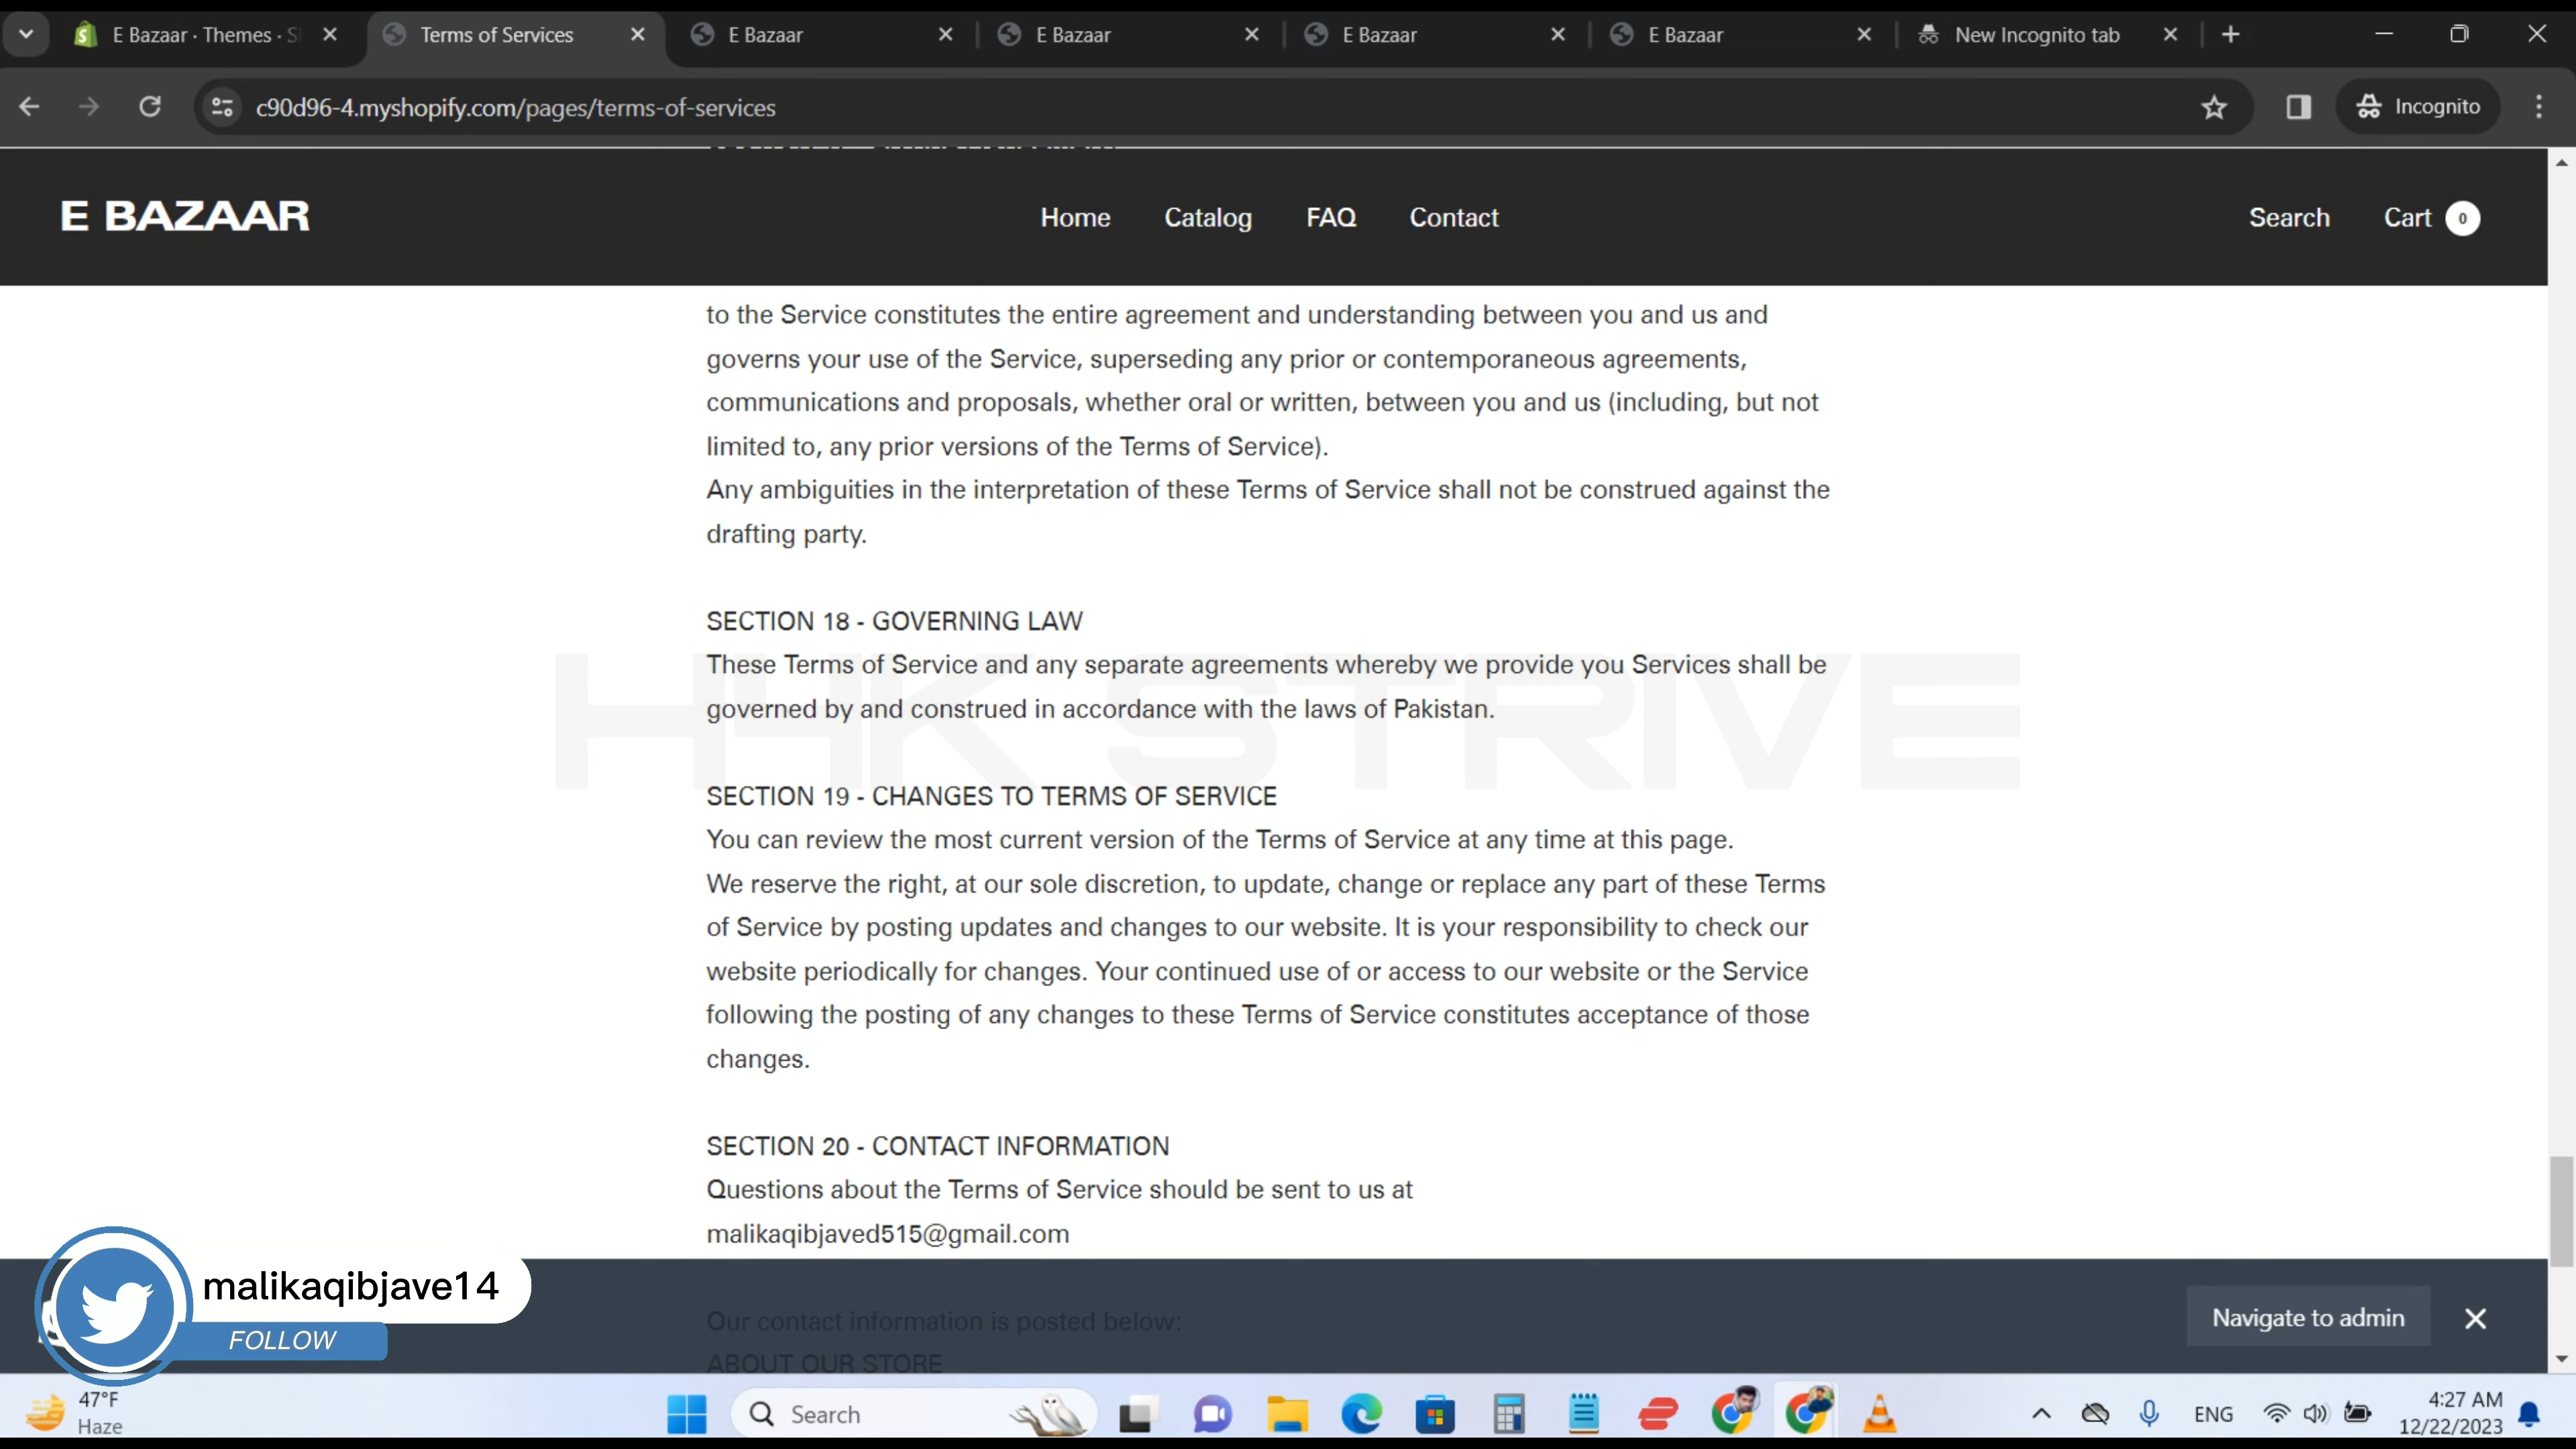 E Bazaar · Themes · S
Terms of Services
E Bazaar
E Bazaar
E Bazaar
E Bazaar
New Incognito tab
c90d96-4.myshopify.com/pages/terms-of-services
Incognito
E BAZAAR
Home
Catalog
FAQ
Contact
Search
Cart 0
to the Service constitutes the entire agreement and understanding between you and us and
governs your use of the Service, superseding any prior or contemporaneous agreements,
communications and proposals, whether oral or written, between you and us (including, but not
limited to, any prior versions of the Terms of Service).
Any ambiguities in the interpretation of these Terms of Service shall not be construed against the
drafting party.
SECTION 18 - GOVERNING LAW
These Terms of Service and any separate agreements whereby we provide you Services shall be
governed by and construed in accordance with the laws of Pakistan.
H4K STRIVE
SECTION 19 - CHANGES TO TERMS OF SERVICE
You can review the most current version of the Terms of Service at any time at this page.
We reserve the right, at our sole discretion, to update, change or replace any part of these Terms
of Service by posting updates and changes to our website. It is your responsibility to check our
website periodically for changes. Your continued use of or access to our website or the Service
following the posting of any changes to these Terms of Service constitutes acceptance of those
changes.
SECTION 20 - CONTACT INFORMATION
Questions about the Terms of Service should be sent to us at
malikaqibjaved515@gmail.com
malikaqibjave14
FOLLOW
Our contact information is posted below:
ABOUT OUR STORE
Navigate to admin
47°F
Haze
Search
ENG
4:27 AM
12/22/2023